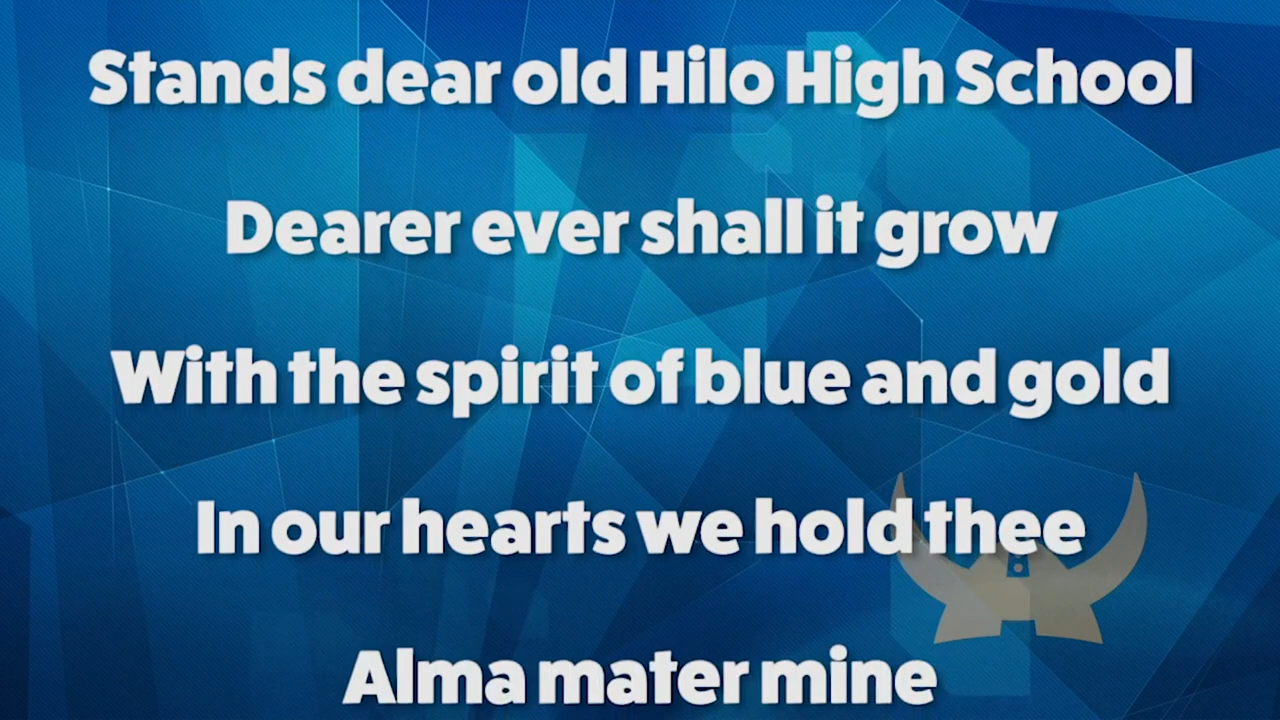 Stands dear old Hilo High School
Dearer ever shall it grow
With the spirit of blue and gold
In our hearts we hold thee
Alma mater mine